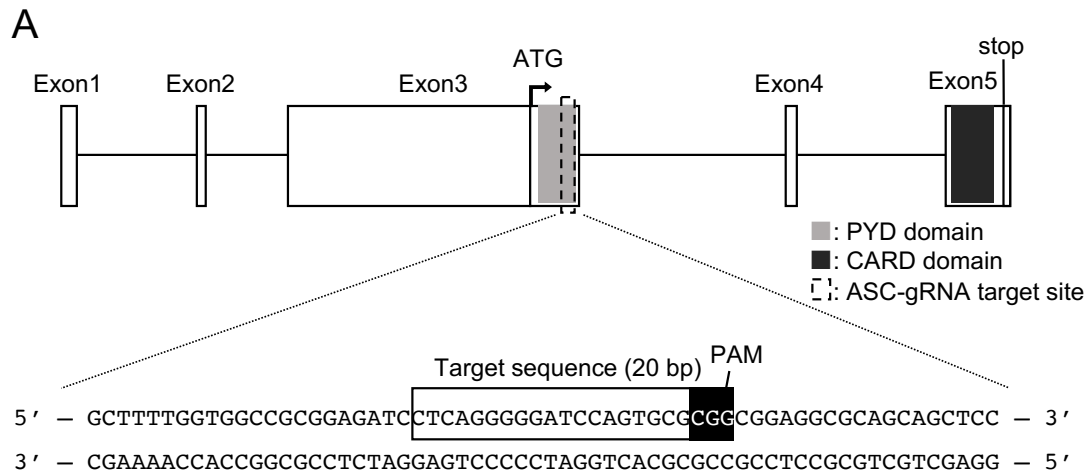 A
stop
ATG
Exon1 Exon2 Exon3 Exon4 Exon5
: PYD domain
: CARD domain
: ASC-gRNA target site
Target sequence (20 bp) PAM
5′ – GCTTTTGGTGGCCGCGGAGATCCTCAGGGGGATCCAGTGCGCGGCGGAGGCGCAGCAGCTCC – 3′
3′ – CGAAAACCACCGGCGCCTCTAGGAGTCCCCCTAGGTCACGCGCCGCCTCCGCGTCGTCGAGG – 5′